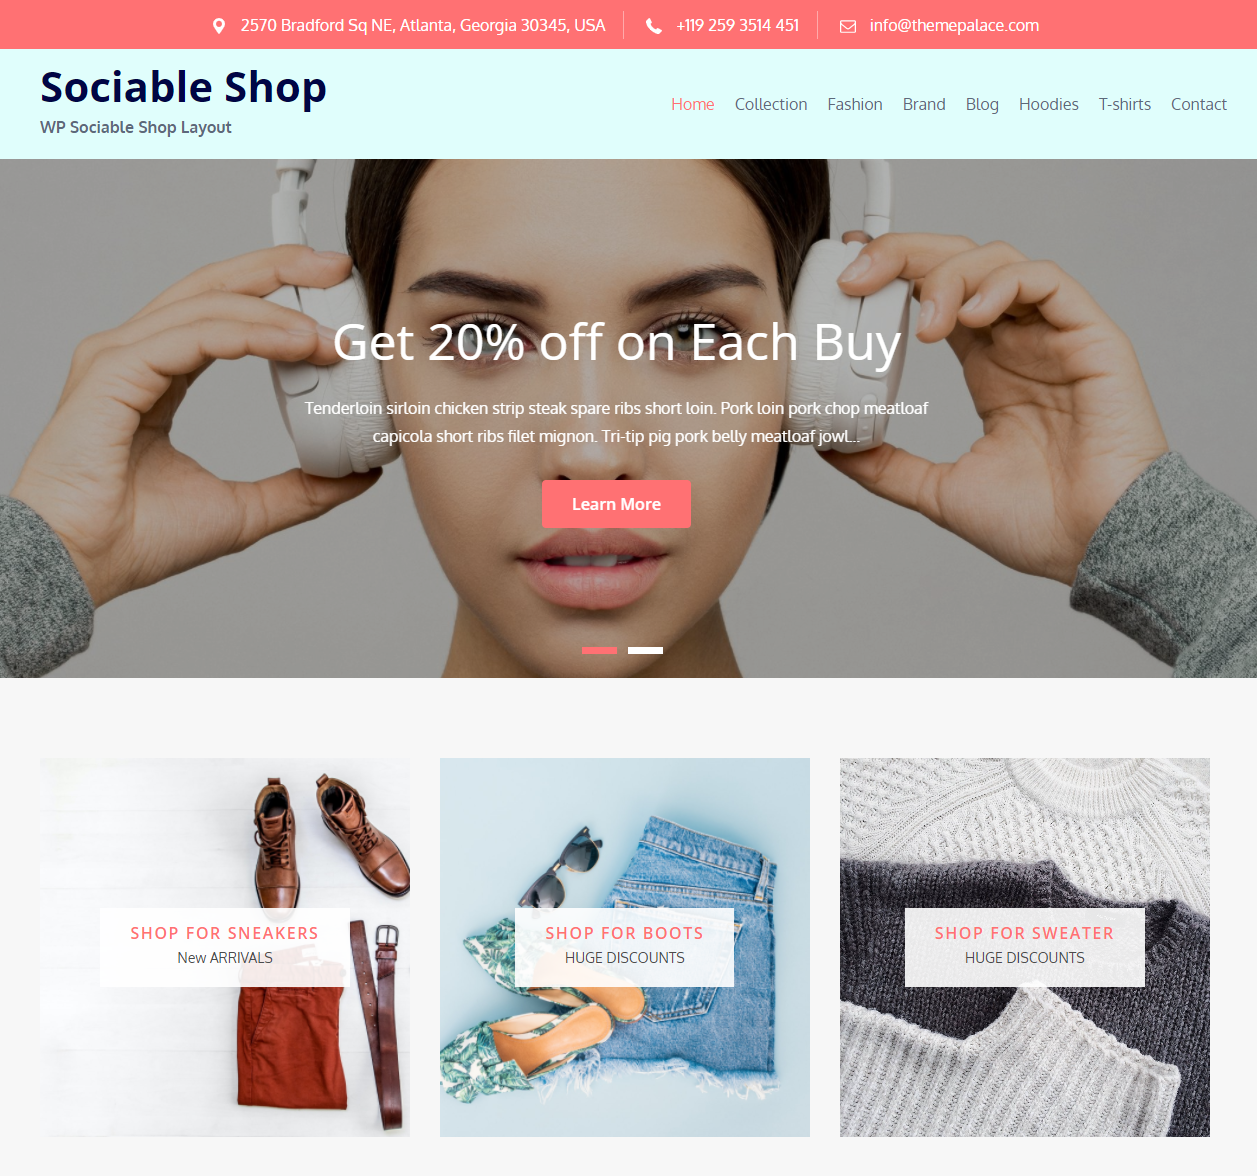 2570 Bradford Sq NE, Atlanta, Georgia 30345, USA
+119 259 3514 451
info@themepalace.com
Sociable Shop
WP Sociable Shop Layout
Home Collection Fashion Brand Blog Hoodies T-shirts Contact
Get 20% off on Each Buy
Tenderloin sirloin chicken strip steak spare ribs short loin. Pork loin pork chop meatloaf
capicola short ribs filet mignon. Tri-tip pig pork belly meatloaf jowl...
Learn More
SHOP FOR SNEAKERS
New ARRIVALS
SHOP FOR BOOTS
HUGE DISCOUNTS
SHOP FOR SWEATER
HUGE DISCOUNTS